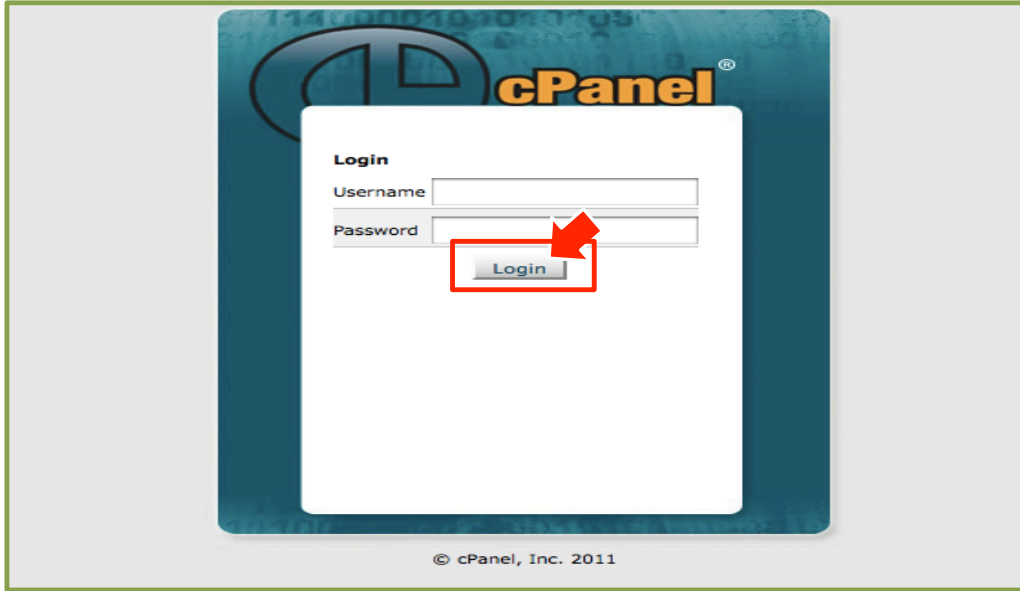 cPanel®
Login
Username
Password
Login
© cPanel, Inc. 2011